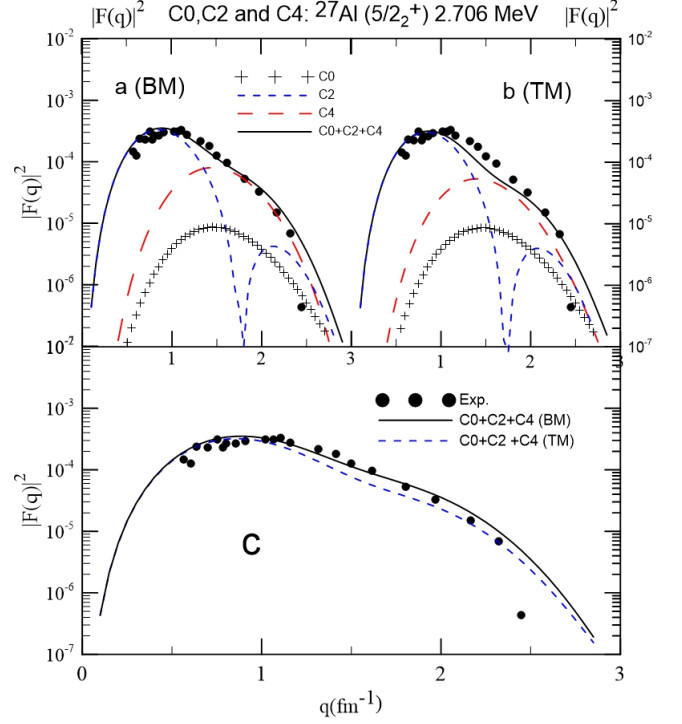 |F(q)|² C0,C2 and C4: ²⁷Al (5/2₂⁺) 2.706 MeV |F(q)|²
10⁻² 10⁻²
a (BM) b (TM)
C0
C2
C4
C0+C2+C4
10⁻³ 10⁻³
10⁻⁴ 10⁻⁴
|F(q)|²
10⁻⁵ 10⁻⁵
10⁻⁶ 10⁻⁶
10⁻² 10⁻⁷
1 2 3 1 2 3
Exp.
C0+C2+C4 (BM)
C0+C2 +C4 (TM)
10⁻³
10⁻⁴
|F(q)|²
10⁻⁵
C
10⁻⁶
10⁻⁷
0 1 2 3
q(fm⁻¹)